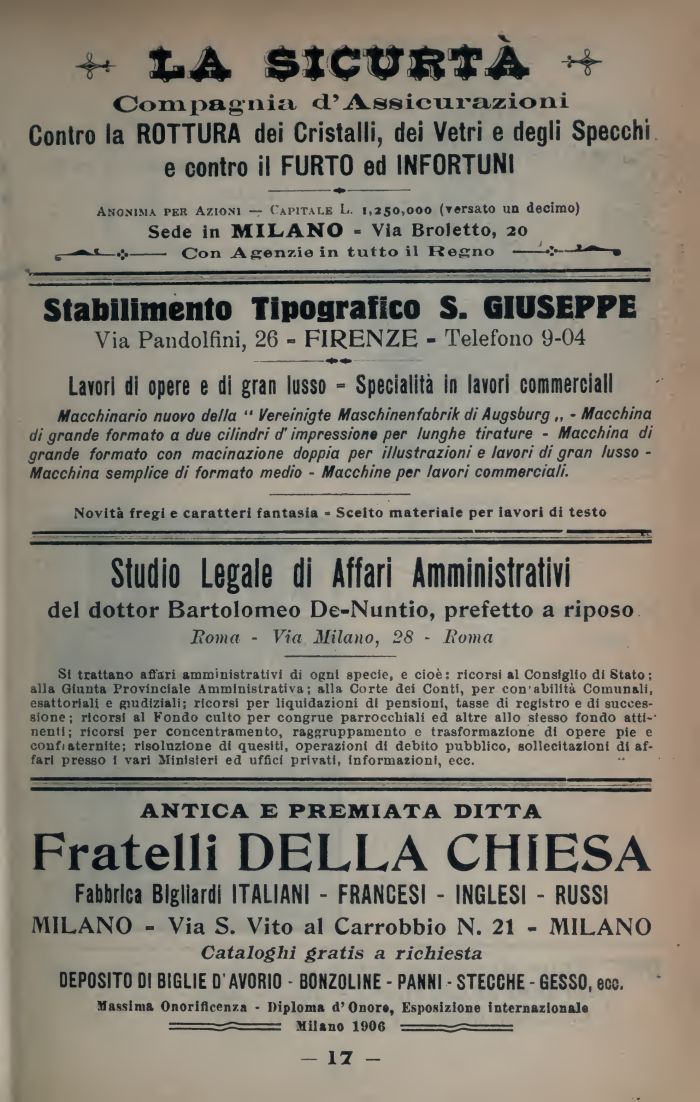 LA SICURTÀ
Compagnia d'Assicurazioni
Contro la ROTTURA dei Cristalli, dei Vetri e degli Specchi
e contro il FURTO ed INFORTUNI
ANONIMA PER AZIONI — CAPITALE L. 1,250,000 (versato un decimo)
Sede in MILANO - Via Broletto, 20
Con Agenzie in tutto il Regno
Stabilimento Tipografico S. GIUSEPPE
Via Pandolfini, 26 - FIRENZE - Telefono 9-04
Lavori di opere e di gran lusso - Specialità in lavori commerciali
Macchinario nuovo della “ Vereinigte Maschinenfabrik di Augsburg „ - Macchina
di grande formato a due cilindri d'impressione per lunghe tirature - Macchina di
grande formato con macinazione doppia per illustrazioni e lavori di gran lusso -
Macchina semplice di formato medio - Macchine per lavori commerciali.
Novità fregi e caratteri fantasia - Scelto materiale per lavori di testo
Studio Legale di Affari Amministrativi
del dottor Bartolomeo De-Nuntio, prefetto a riposo
Roma - Via Milano, 28 - Roma
Si trattano affari amministrativi di ogni specie, e cioè: ricorsi al Consiglio di Stato;
alla Giunta Provinciale Amministrativa; alla Corte dei Conti, per con'abilità Comunali,
esattoriali e giudiziali; ricorsi per liquidazioni di pensioni, tasse di registro e di succes-
sione; ricorsi al Fondo culto per congrue parrocchiali ed altre allo stesso fondo atti-
nenti; ricorsi per concentramento, raggruppamento e trasformazione di opere pie e
confraternite; risoluzione di quesiti, operazioni di debito pubblico, sollecitazioni di af-
fari presso i vari Ministeri ed uffici privati, informazioni, ecc.
ANTICA E PREMIATA DITTA
Fratelli DELLA CHIESA
Fabbrica Bigliardi ITALIANI - FRANCESI - INGLESI - RUSSI
MILANO - Via S. Vito al Carrobbio N. 21 - MILANO
Cataloghi gratis a richiesta
DEPOSITO DI BIGLIE D'AVORIO - BONZOLINE - PANNI - STECCHE - GESSO, ecc.
Massima Onorificenza - Diploma d'Onore, Esposizione internazionale
Milano 1906
— 17 —